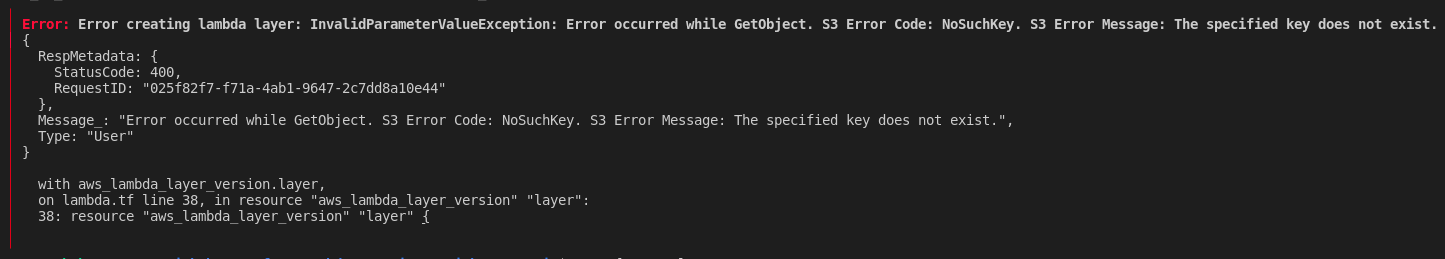 Error: Error creating lambda layer: InvalidParameterValueException: Error occurred while GetObject. S3 Error Code: NoSuchKey. S3 Error Message: The specified key does not exist.
{
  RespMetadata: {
    StatusCode: 400,
    RequestID: "025f82f7-f71a-4ab1-9647-2c7dd8a10e44"
  },
  Message_: "Error occurred while GetObject. S3 Error Code: NoSuchKey. S3 Error Message: The specified key does not exist.",
  Type: "User"
}
  with aws_lambda_layer_version.layer,
  on lambda.tf line 38, in resource "aws_lambda_layer_version" "layer":
  38: resource "aws_lambda_layer_version" "layer" {